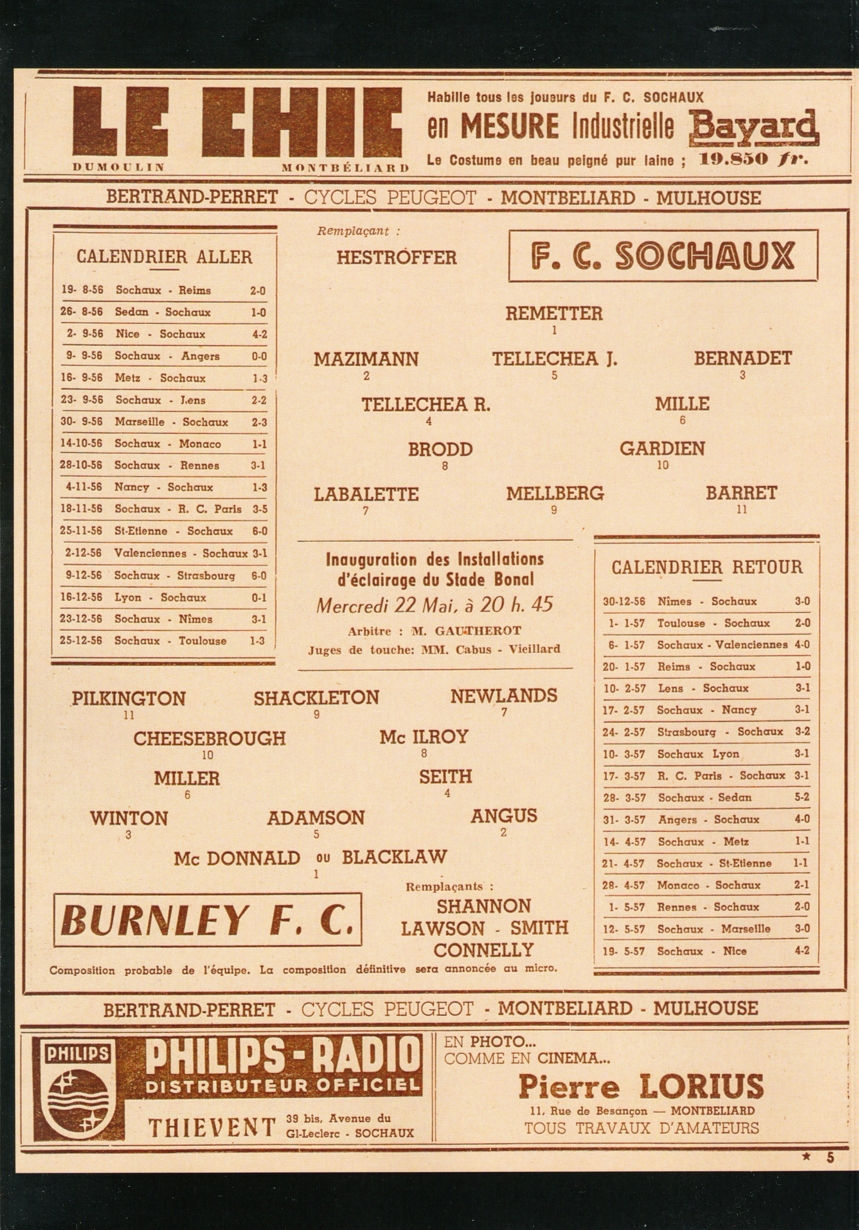 LE CHIC
DUMOULIN MONTBÉLIARD
Habille tous les joueurs du F. C. SOCHAUX
en MESURE Industrielle Bayard
Le Costume en beau peigné pur laine ; 19.850 fr.
BERTRAND-PERRET - CYCLES PEUGEOT - MONTBELIARD - MULHOUSE
CALENDRIER ALLER
19- 8-56 Sochaux - Reims 2-0
26- 8-56 Sedan - Sochaux 1-0
2- 9-56 Nice - Sochaux 4-2
9- 9-56 Sochaux - Angers 0-0
16- 9-56 Metz - Sochaux 1-3
23- 9-56 Sochaux - Lens 2-2
30- 9-56 Marseille - Sochaux 2-3
14-10-56 Sochaux - Monaco 1-1
28-10-56 Sochaux - Rennes 3-1
4-11-56 Nancy - Sochaux 1-3
18-11-56 Sochaux - R. C. Paris 3-5
25-11-56 St-Etienne - Sochaux 6-0
2-12-56 Valenciennes - Sochaux 3-1
9-12-56 Sochaux - Strasbourg 6-0
16-12-56 Lyon - Sochaux 0-1
23-12-56 Sochaux - Nîmes 3-1
25-12-56 Sochaux - Toulouse 1-3
Remplaçant :
HESTROFFER
F. C. SOCHAUX
REMETTER
1
MAZIMANN TELLECHEA J. BERNADET
2 5 3
TELLECHEA R. MILLE
4 6
BRODD GARDIEN
8 10
LABALETTE MELLBERG BARRET
7 9 11
Inauguration des Installations
d'éclairage du Stade Bonal
Mercredi 22 Mai, à 20 h. 45
Arbitre : M. GAUTHEROT
Juges de touche: MM. Cabus - Vieillard
CALENDRIER RETOUR
30-12-56 Nîmes - Sochaux 3-0
1- 1-57 Toulouse - Sochaux 2-0
6- 1-57 Sochaux - Valenciennes 4-0
20- 1-57 Reims - Sochaux 1-0
10- 2-57 Lens - Sochaux 3-1
17- 2-57 Sochaux - Nancy 3-1
24- 2-57 Strasbourg - Sochaux 3-2
10- 3-57 Sochaux Lyon 3-1
17- 3-57 R. C. Paris - Sochaux 3-1
28- 3-57 Sochaux - Sedan 5-2
31- 3-57 Angers - Sochaux 4-0
14- 4-57 Sochaux - Metz 1-1
21- 4-57 Sochaux - St-Etienne 1-1
28- 4-57 Monaco - Sochaux 2-1
1- 5-57 Rennes - Sochaux 2-0
12- 5-57 Sochaux - Marseille 3-0
19- 5-57 Sochaux - Nice 4-2
PILKINGTON SHACKLETON NEWLANDS
11 9 7
CHEESEBROUGH Mc ILROY
10 8
MILLER SEITH
6 4
WINTON ADAMSON ANGUS
3 5 2
Mc DONNALD OU BLACKLAW
1
BURNLEY F. C.
Remplaçants :
SHANNON
LAWSON - SMITH
CONNELLY
Composition probable de l'équipe. La composition définitive sera annoncée au micro.
BERTRAND-PERRET - CYCLES PEUGEOT - MONTBELIARD - MULHOUSE
PHILIPS
PHILIPS-RADIO
DISTRIBUTEUR OFFICIEL
THIEVENT 39 bis, Avenue du
Gl-Leclerc - SOCHAUX
EN PHOTO...
COMME EN CINEMA...
Pierre LORIUS
11, Rue de Besançon — MONTBELIARD
TOUS TRAVAUX D'AMATEURS
★ 5